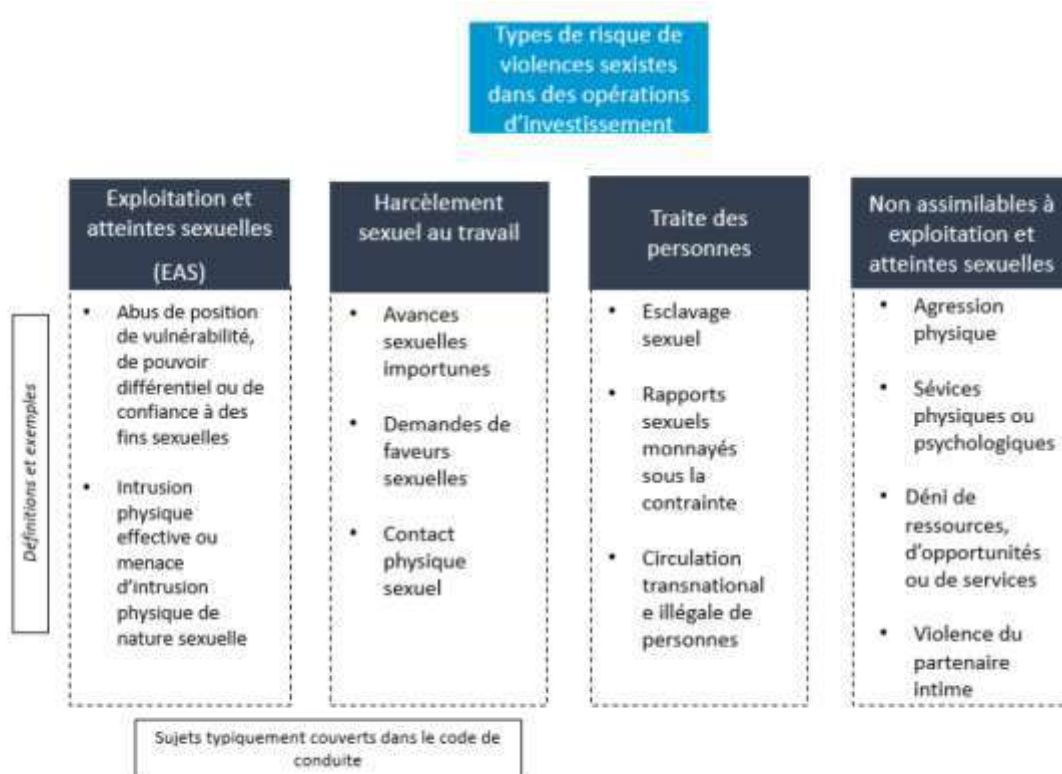 Types de risque de
violences sexistes
dans des opérations
d'investissement
Exploitation et
atteintes sexuelles
(EAS)
Harcèlement
sexuel au travail
Traite des
personnes
Non assimilables à
exploitation et
atteintes sexuelles
Définitions et exemples
• Abus de position
de vulnérabilité,
de pouvoir
différentiel ou de
confiance à des
fins sexuelles
• Intrusion
physique
effective ou
menace
d'intrusion
physique de
nature sexuelle
• Avances
sexuelles
importunes
• Demandes de
faveurs
sexuelles
• Contact
physique
sexuel
• Esclavage
sexuel
• Rapports
sexuels
monnayés
sous la
contrainte
• Circulation
transnational
e illégale de
personnes
• Agression
physique
• Sévices
physiques ou
psychologiques
• Déni de
ressources,
d'opportunités
ou de services
• Violence du
partenaire
intime
Sujets typiquement couverts dans le code de
conduite